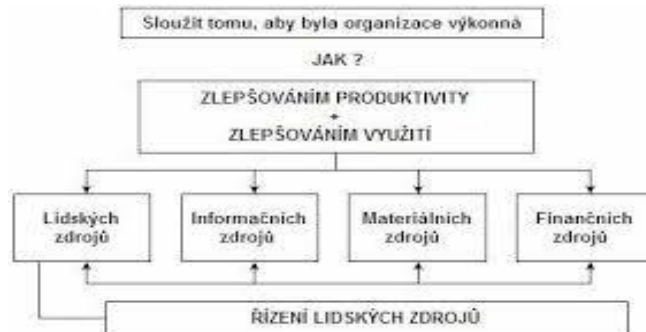 Sloužit tomu, aby byla organizace výkonná
JAK ?
ZLEPŠOVÁNÍM PRODUKTIVITY
+
ZLEPŠOVÁNÍM VYUŽITÍ
Lidských
zdrojů
Informačních
zdrojů
Materiálních
zdrojů
Finančních
zdrojů
ŘÍZENÍ LIDSKÝCH ZDROJŮ